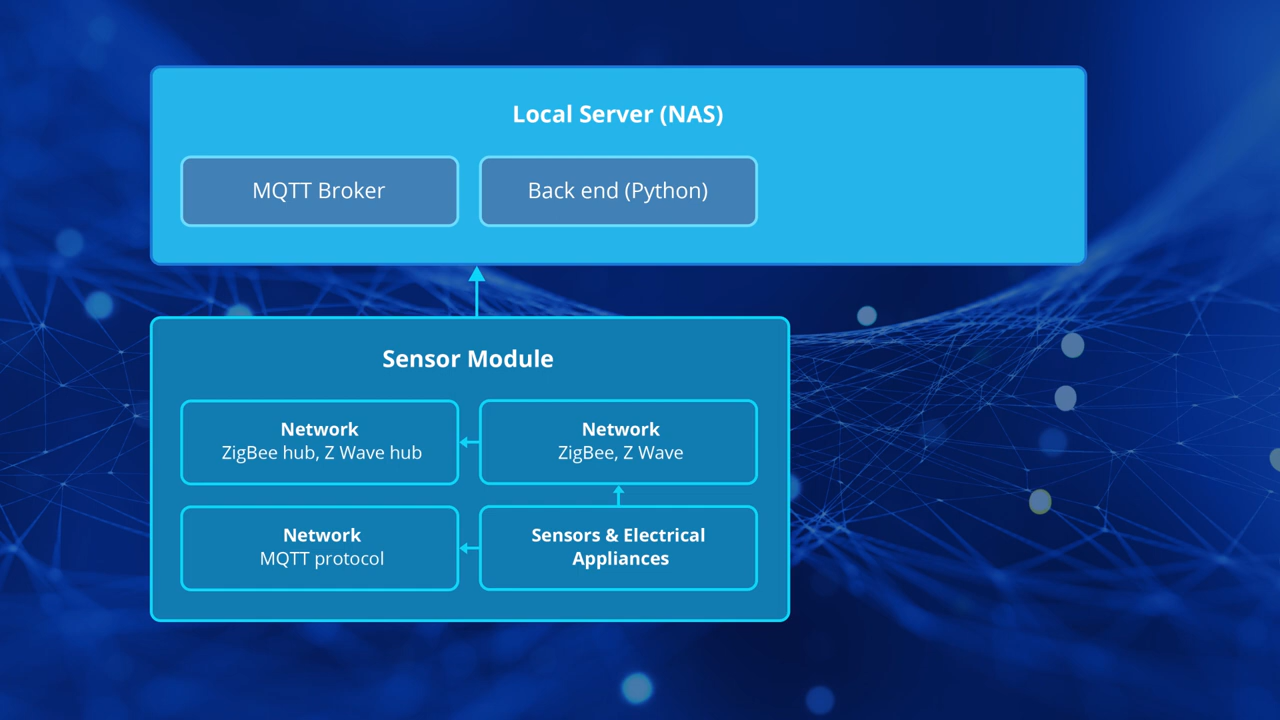 Local Server (NAS)
MQTT Broker
Back end (Python)
Sensor Module
Network
ZigBee hub, Z Wave hub
Network
ZigBee, Z Wave
Network
MQTT protocol
Sensors & Electrical
Appliances